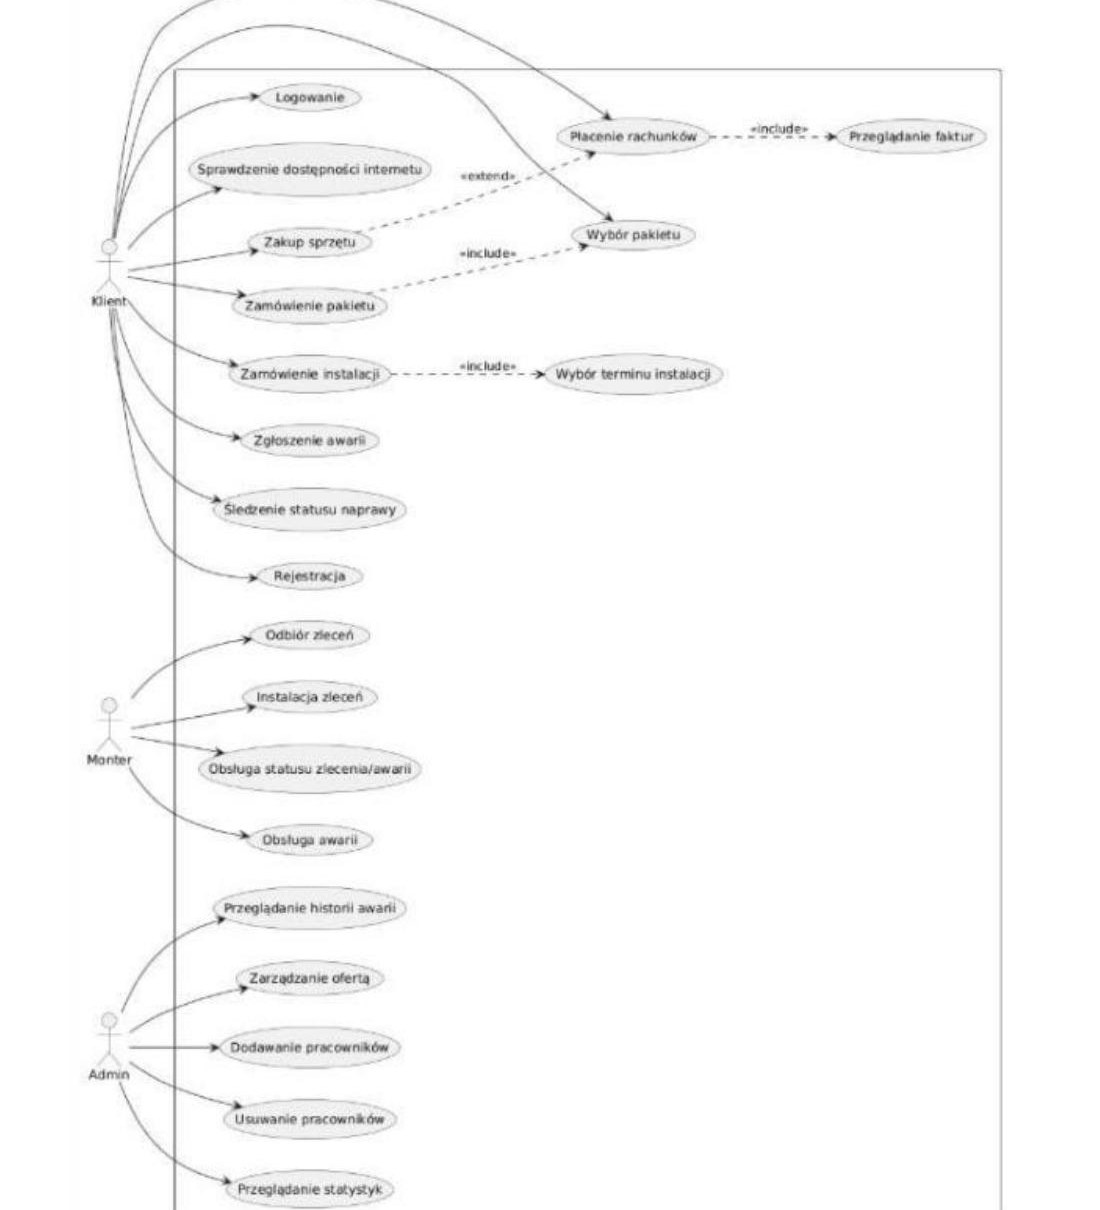 Logowanie
Płacenie rachunków
«include»
Przeglądanie faktur
Sprawdzenie dostępności internetu
«extend»
Zakup sprzętu
Wybór pakietu
«include»
Klient
Zamówienie pakietu
Zamówienie instalacji
«include»
Wybór terminu instalacji
Zgłoszenie awarii
Śledzenie statusu naprawy
Rejestracja
Odbiór zleceń
Instalacja zleceń
Monter
Obsługa statusu zlecenia/awarii
Obsługa awarii
Przeglądanie historii awarii
Zarządzanie ofertą
Dodawanie pracowników
Admin
Usuwanie pracowników
Przeglądanie statystyk